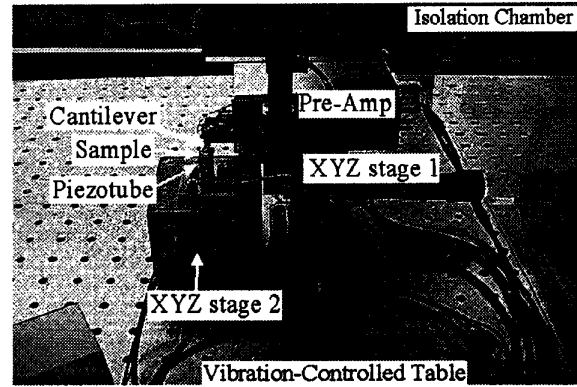 Isolation Chamber
Pre-Amp
Cantilever
Sample
Piezotube
XYZ stage 1
XYZ stage 2
Vibration-Controlled Table